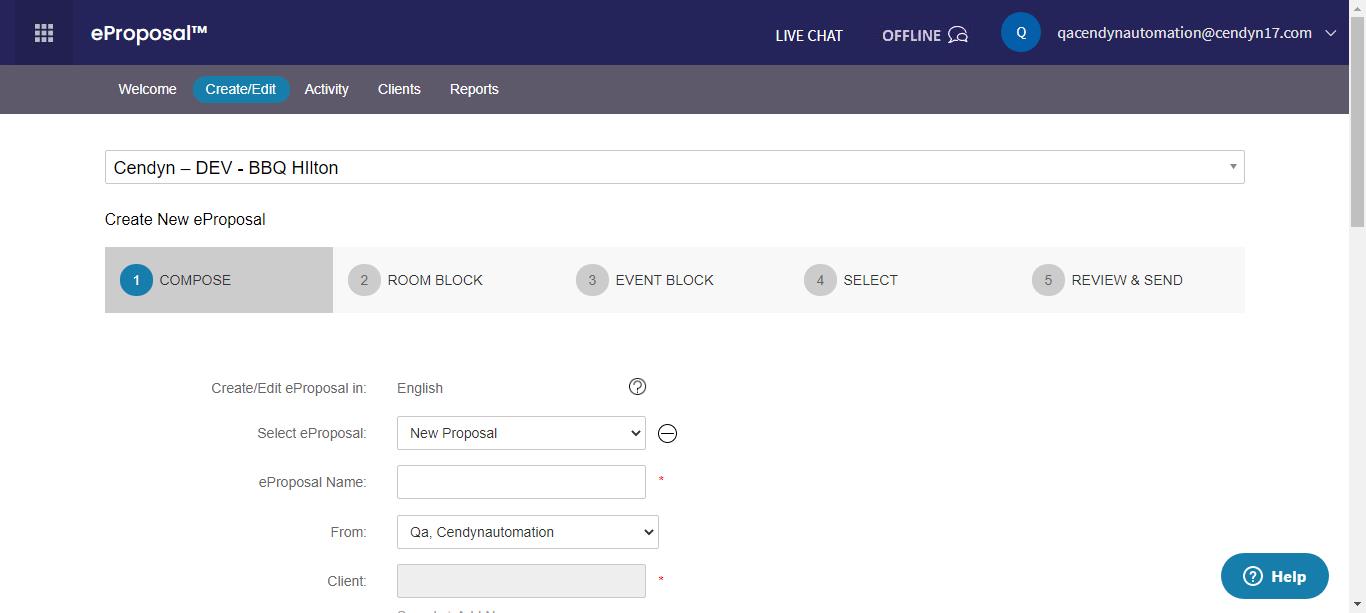 eProposal™
LIVE CHAT
OFFLINE
Q
qacendynautomation@cendyn17.com
Welcome
Create/Edit
Activity
Clients
Reports
Cendyn – DEV - BBQ HIlton
Create New eProposal
1 COMPOSE
2 ROOM BLOCK
3 EVENT BLOCK
4 SELECT
5 REVIEW & SEND
Create/Edit eProposal in: English
Select eProposal: New Proposal
eProposal Name: *
From: Qa, Cendynautomation
Client: *
Help